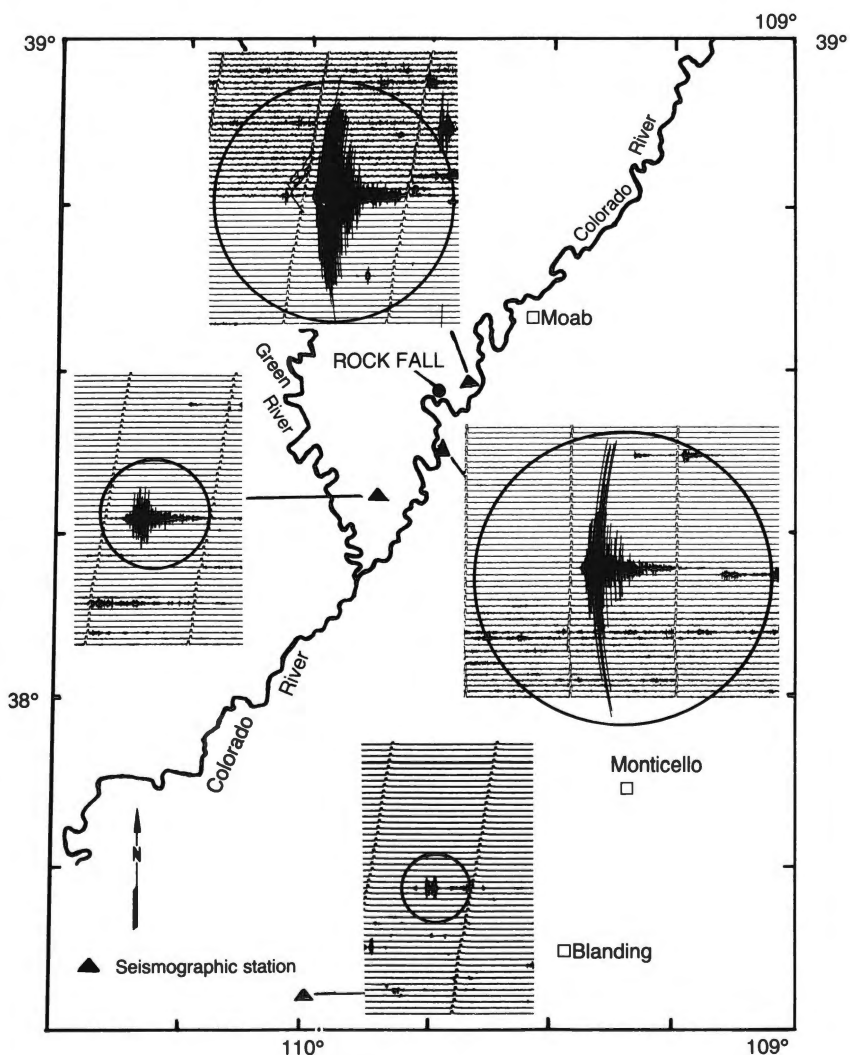 109°
39°
39°
Colorado River
Moab
Green River
ROCK FALL
38°
Colorado River
Monticello
N
Blanding
Seismographic station
110°
109°